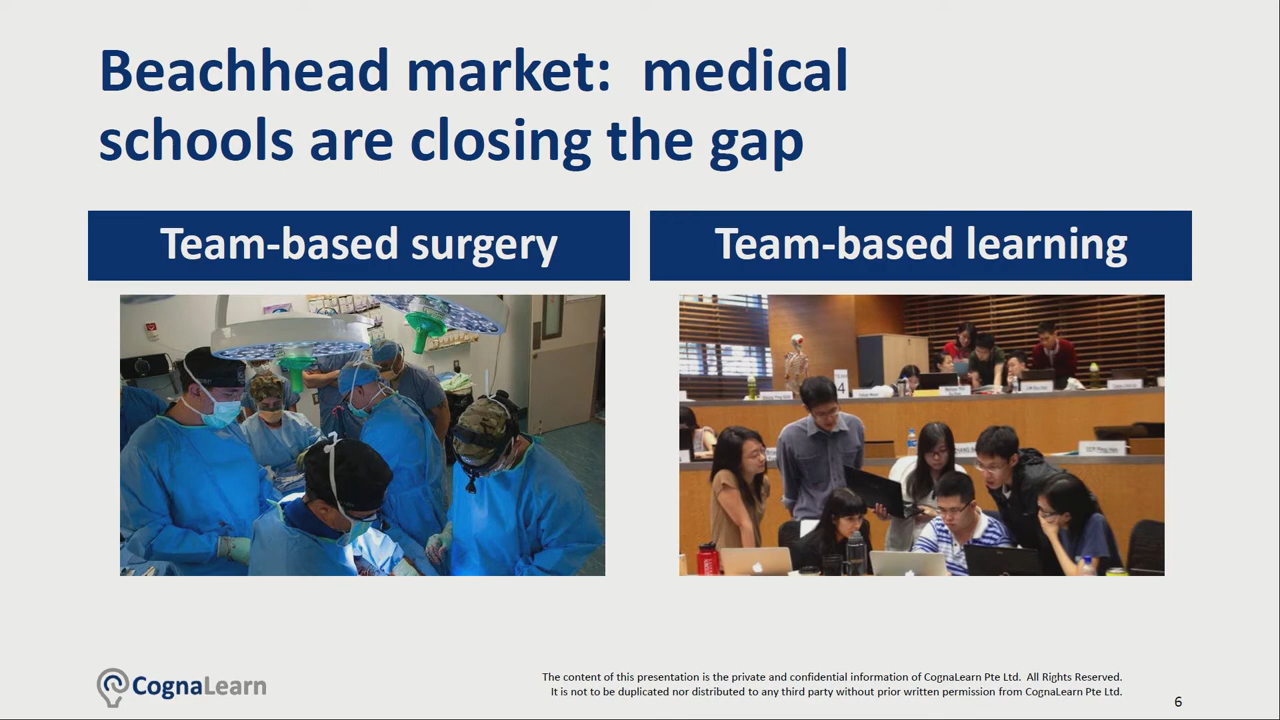 Beachhead market:  medical
schools are closing the gap
Team-based surgery
Team-based learning
TEAM
4
CognaLearn
The content of this presentation is the private and confidential information of CognaLearn Pte Ltd.  All Rights Reserved.
It is not to be duplicated nor distributed to any third party without prior written permission from CognaLearn Pte Ltd.
6